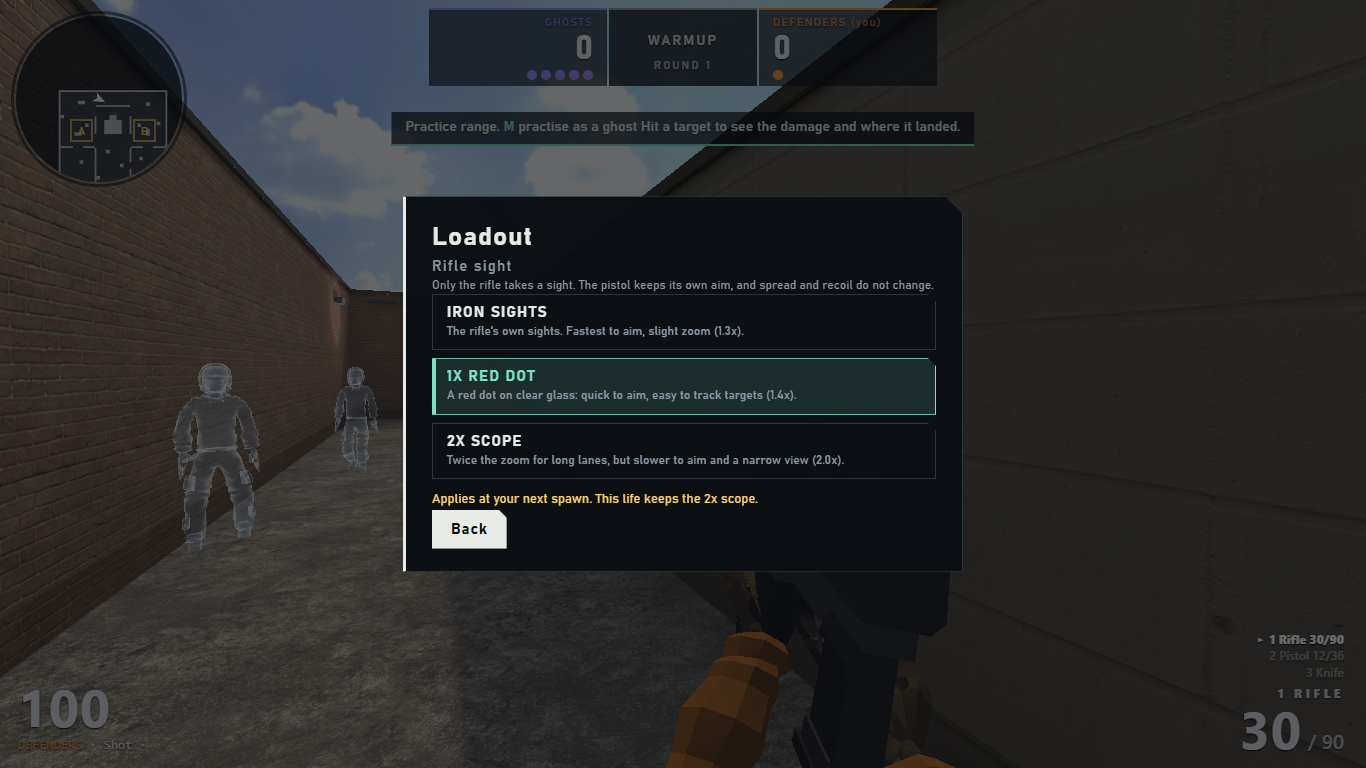 GHOSTS
0
WARMUP
ROUND 1
DEFENDERS (you)
0
Practice range. M practise as a ghost Hit a target to see the damage and where it landed.
A
B
Loadout
Rifle sight
Only the rifle takes a sight. The pistol keeps its own aim, and spread and recoil do not change.
IRON SIGHTS
The rifle's own sights. Fastest to aim, slight zoom (1.3x).
1X RED DOT
A red dot on clear glass: quick to aim, easy to track targets (1.4x).
2X SCOPE
Twice the zoom for long lanes, but slower to aim and a narrow view (2.0x).
Applies at your next spawn. This life keeps the 2x scope.
Back
▸ 1 Rifle 30/90
2 Pistol 12/36
3 Knife
1 RIFLE
30 / 90
100
DEFENDERS · Shot ·